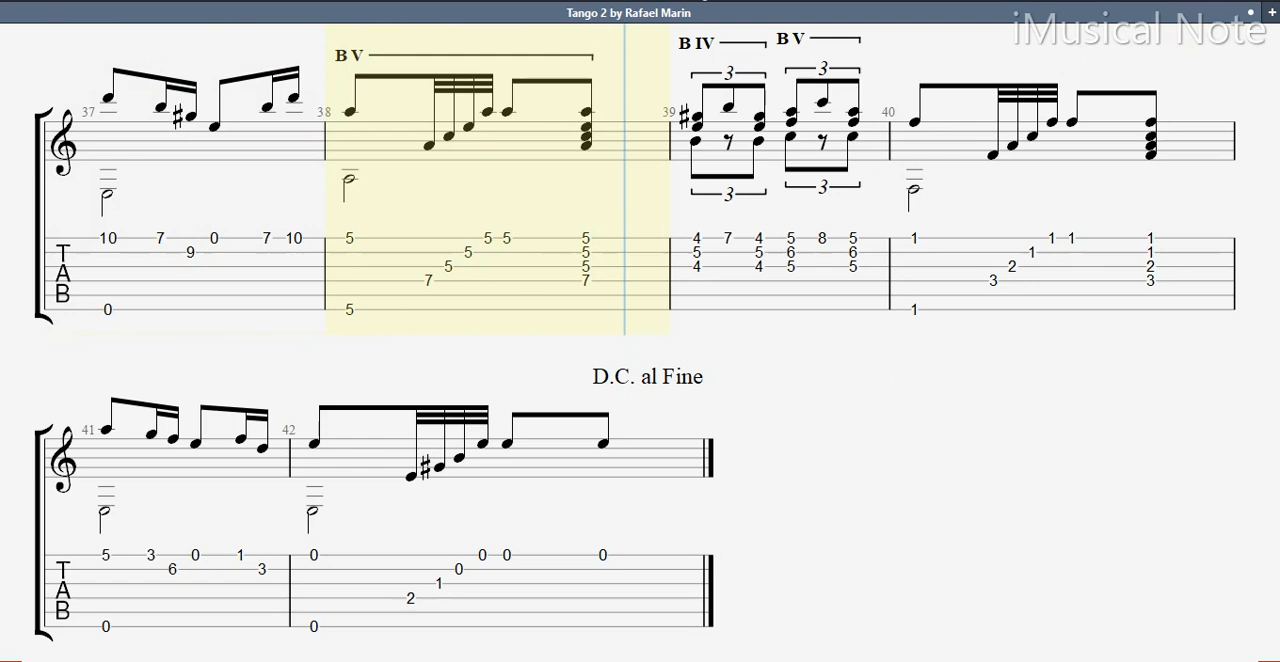 Tango 2 by Rafael Marin
iMusical Note
B V B IV B V
3 3
37 38 39 40
3 3
10 7 0 7 10 5 5 5 5 4 7 4 5 8 5 1 1 1 1
T 9 5 5 5 5 6 6 1 1
A 5 5 4 4 5 5 2 2
7 7 3 3
B
0 5 1
D.C. al Fine
41 42
5 3 0 1 0 0 0 0
T 6 3 0
A 1
2
B
0 0